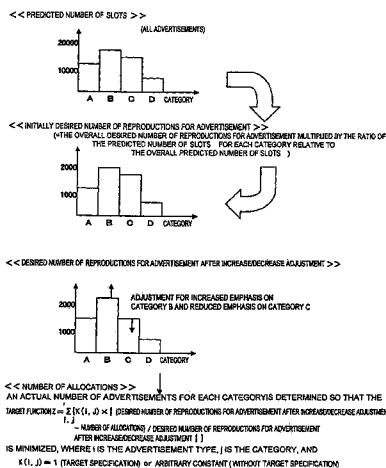 << PREDICTED NUMBER OF SLOTS >>
(ALL ADVERTISEMENTS)
20000
10000
A B C D CATEGORY
<< INITIALLY DESIRED NUMBER OF REPRODUCTIONS FOR ADVERTISEMENT >>
(=THE OVERALL DESIRED NUMBER OF REPRODUCTIONS FOR ADVERTISEMENT MULTIPLIED BY THE RATIO OF
THE PREDICTED NUMBER OF SLOTS FOR EACH CATEGORY RELATIVE TO
THE OVERALL PREDICTED NUMBER OF SLOTS )
2000
1000
A B C D CATEGORY
<< DESIRED NUMBER OF REPRODUCTIONS FOR ADVERTISEMENT AFTER INCREASE/DECREASE ADJUSTMENT >>
ADJUSTMENT FOR INCREASED EMPHASIS ON
CATEGORY B AND REDUCED EMPHASIS ON CATEGORY C
2000
1000
A B C D CATEGORY
<< NUMBER OF ALLOCATIONS >>
AN ACTUAL NUMBER OF ADVERTISEMENTS FOR EACH CATEGORY IS DETERMINED SO THAT THE
TARGET FUNCTION Z = Σ [K(i, j) × | (DESIRED NUMBER OF REPRODUCTIONS FOR ADVERTISEMENT AFTER INCREASE/DECREASE ADJUSTMEN
i, j
− NUMBER OF ALLOCATIONS) / DESIRED NUMBER OF REPRODUCTIONS FOR ADVERTISEMENT
AFTER INCREASE/DECREASE ADJUSTMENT | ]
IS MINIMIZED, WHERE i IS THE ADVERTISEMENT TYPE, j IS THE CATEGORY, AND
K(i, j) = 1 (TARGET SPECIFICATION) or ARBITRARY CONSTANT (WITHOUT TARGET SPECIFICATION)